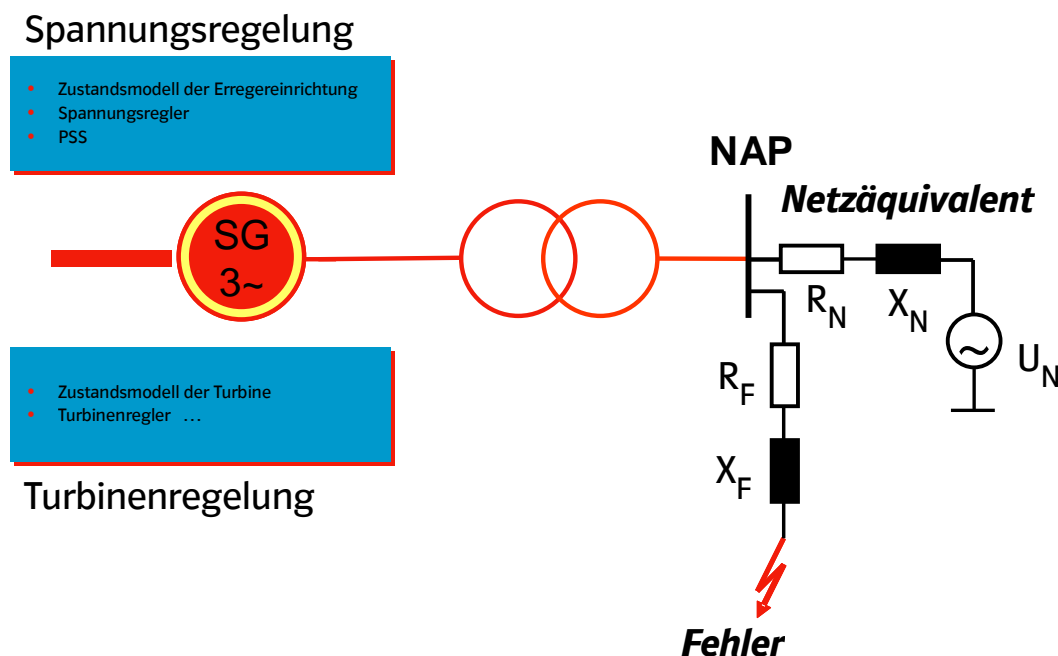 Spannungsregelung
• Zustandsmodell der Erregereinrichtung
• Spannungsregler
• PSS
NAP
Netzäquivalent
SG
3~
R_N
X_N
~
U_N
• Zustandsmodell der Turbine
• Turbinenregler ...
R_F
X_F
Turbinenregelung
Fehler